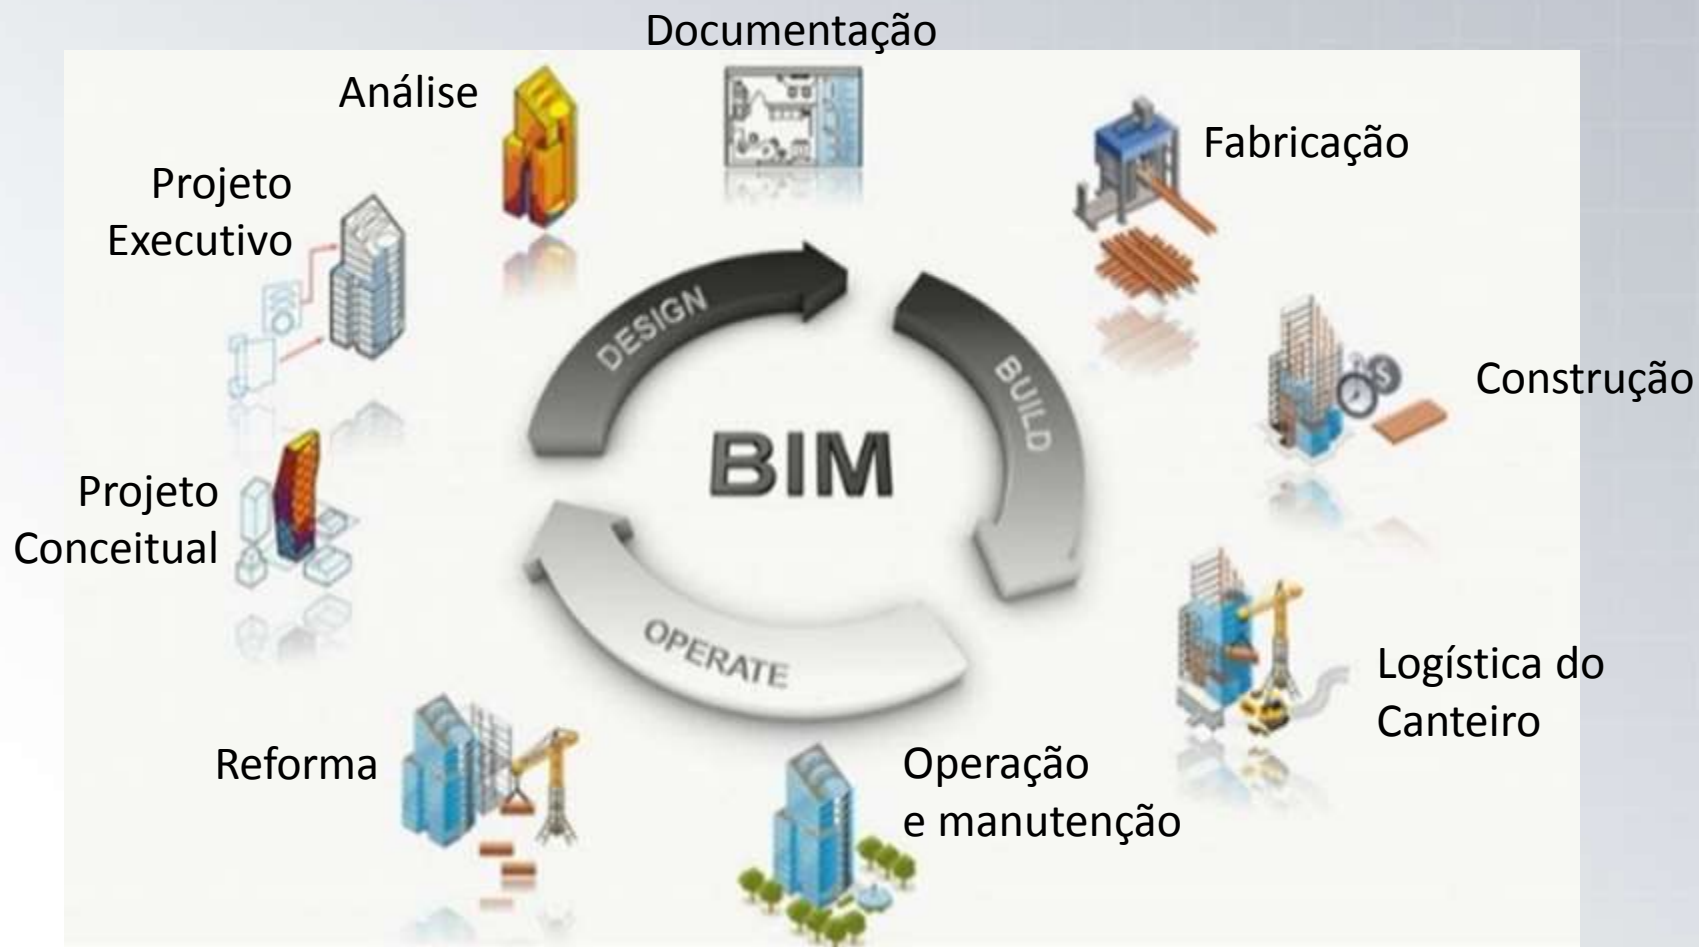 Documentação
Análise
Fabricação
Projeto
Executivo
DESIGN
BUILD
Construção
BIM
Projeto
Conceitual
OPERATE
Logística do
Canteiro
Reforma
Operação
e manutenção
$